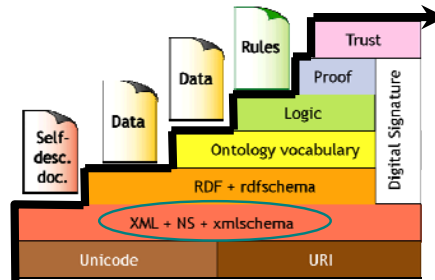 Trust
Rules
Data
Proof
Data
Logic
Self-
desc.
doc.
Ontology vocabulary
Digital Signature
RDF + rdfschema
XML + NS + xmlschema
Unicode
URI